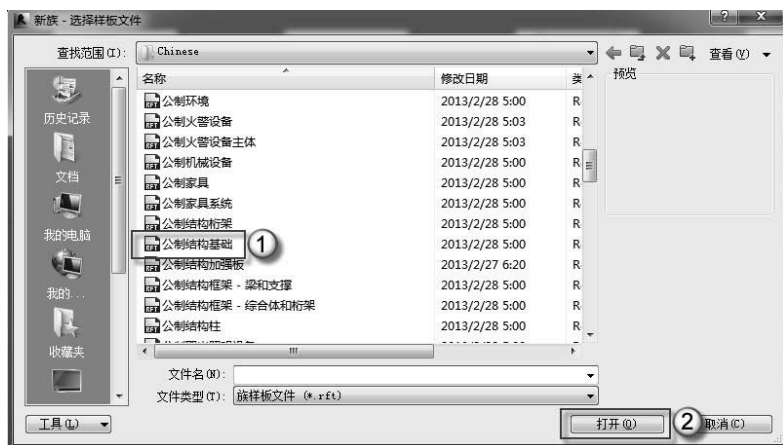 新族 - 选择样板文件
查找范围(I): Chinese 查看(V)
名称 修改日期 类 预览
公制环境 2013/2/28 5:00 R
公制火警设备 2013/2/28 5:03 R
公制火警设备主体 2013/2/28 5:03 R
公制机械设备 2013/2/28 5:00 R
公制家具 2013/2/28 5:00 R
公制家具系统 2013/2/28 5:00 R
公制结构桁架 2013/2/28 5:00 R
公制结构基础 ① 2013/2/28 5:00 R
公制结构加强板 2013/2/27 6:20 R
公制结构框架 - 梁和支撑 2013/2/28 5:00 R
公制结构框架 - 综合体和桁架 2013/2/28 5:00 R
公制结构柱 2013/2/28 5:00 R
历史记录
文档
我的电脑
我的...
收藏夹
文件名(N):
文件类型(T): 族样板文件 (*.rft)
工具(L) 打开(O) ② 取消(C)